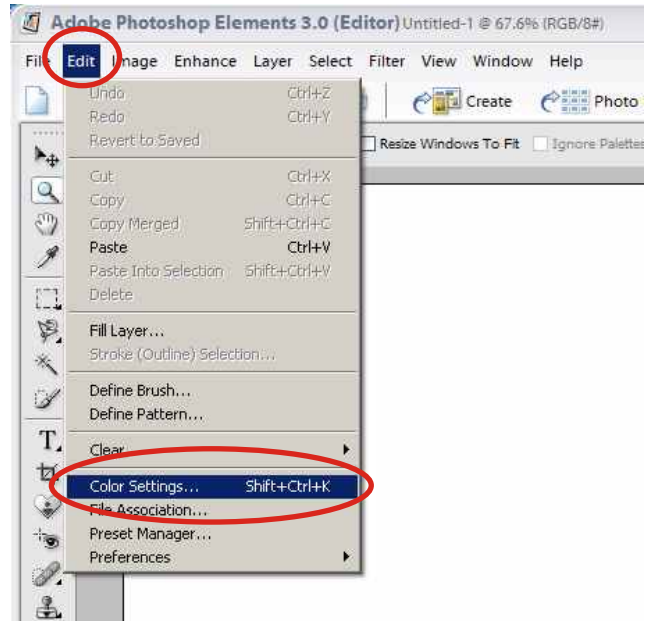 Adobe Photoshop Elements 3.0 (Editor) Untitled-1 @ 67.6% (RGB/8#)
File Edit Image Enhance Layer Select Filter View Window Help
Create Photo
Resize Windows To Fit Ignore Palettes
Undo Ctrl+Z
Redo Ctrl+Y
Revert to Saved
Cut Ctrl+X
Copy Ctrl+C
Copy Merged Shift+Ctrl+C
Paste Ctrl+V
Paste Into Selection Shift+Ctrl+V
Delete
Fill Layer...
Stroke (Outline) Selection...
Define Brush...
Define Pattern...
Clear
Color Settings... Shift+Ctrl+K
File Association...
Preset Manager...
Preferences
T